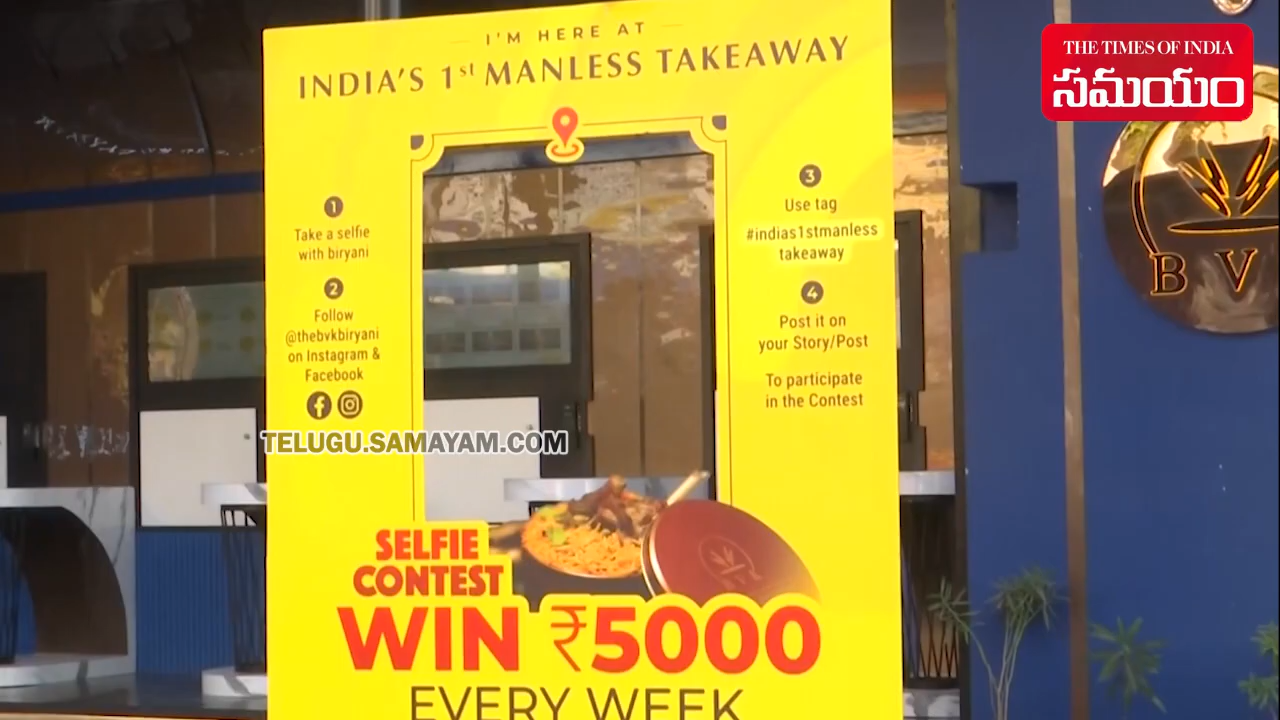 I'M HERE AT
INDIA'S 1st MANLESS TAKEAWAY
THE TIMES OF INDIA
సమయం
1
Take a selfie
with biryani
2
Follow
@thebvkbiryani
on Instagram &
Facebook
3
Use tag
#indias1stmanless
takeaway
4
Post it on
your Story/Post
To participate
in the Contest
B V
TELUGU.SAMAYAM.COM
SELFIE
CONTEST
WIN ₹5000
EVERY WEEK